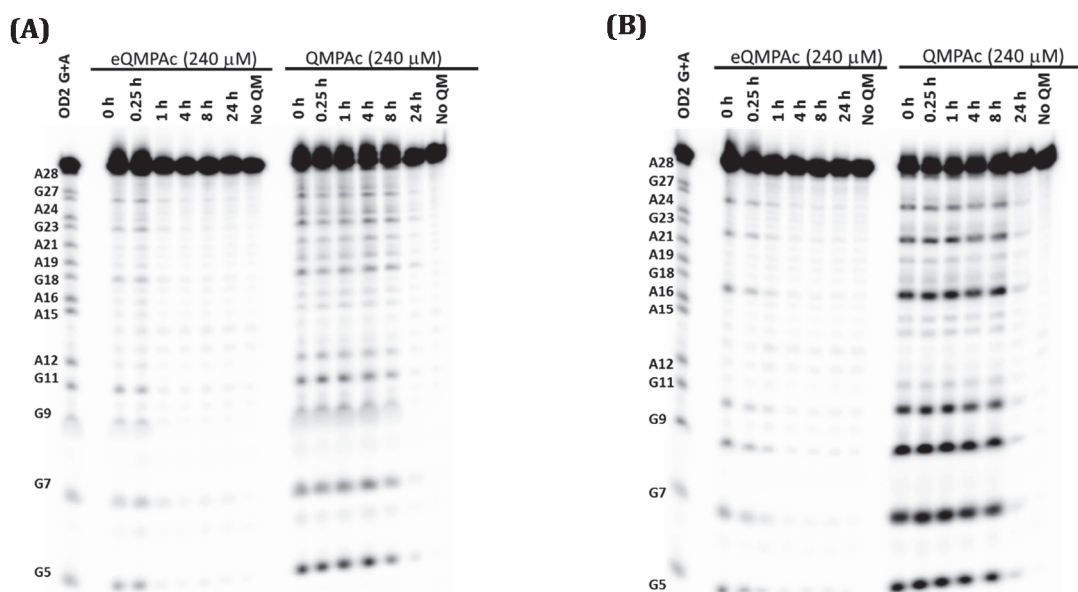 (A)
eQMPAc (240 μM)
QMPAc (240 μM)
OD2 G+A
0 h
0.25 h
1 h
4 h
8 h
24 h
No QM
0 h
0.25 h
1 h
4 h
8 h
24 h
No QM
A28
G27
A24
G23
A21
A19
G18
A16
A15
A12
G11
G9
G7
G5
(B)
eQMPAc (240 μM)
QMPAc (240 μM)
OD2 G+A
0 h
0.25 h
1 h
4 h
8 h
24 h
No QM
0 h
0.25 h
1 h
4 h
8 h
24 h
No QM
A28
G27
A24
G23
A21
A19
G18
A16
A15
A12
G11
G9
G7
G5